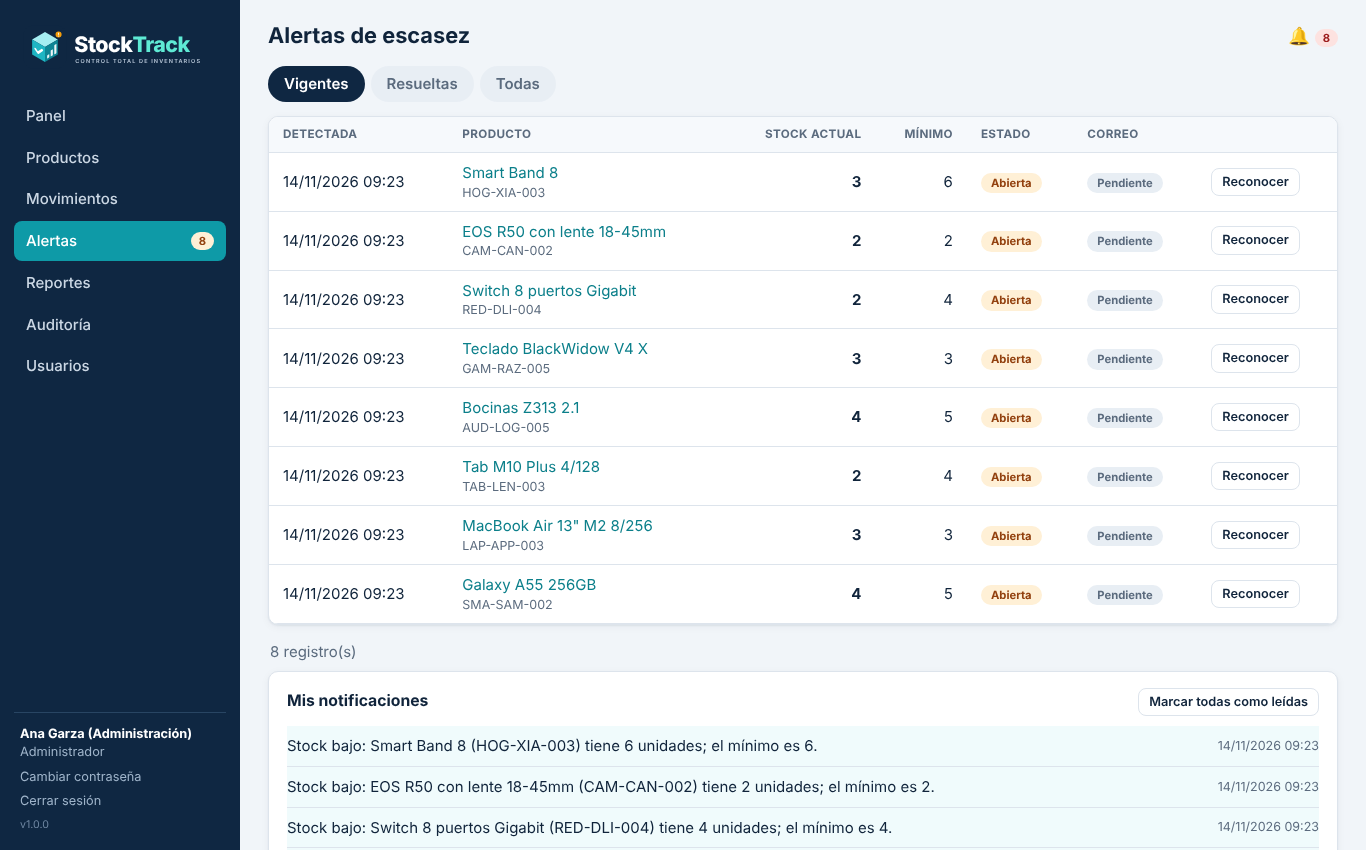 StockTrack
CONTROL TOTAL DE INVENTARIOS
Panel
Productos
Movimientos
Alertas 8
Reportes
Auditoría
Usuarios
Ana Garza (Administración)
Administrador
Cambiar contraseña
Cerrar sesión
v1.0.0
Alertas de escasez
8
Vigentes Resueltas Todas
DETECTADA PRODUCTO STOCK ACTUAL MÍNIMO ESTADO CORREO
14/11/2026 09:23 Smart Band 8 3 6 Abierta Pendiente Reconocer
HOG-XIA-003
14/11/2026 09:23 EOS R50 con lente 18-45mm 2 2 Abierta Pendiente Reconocer
CAM-CAN-002
14/11/2026 09:23 Switch 8 puertos Gigabit 2 4 Abierta Pendiente Reconocer
RED-DLI-004
14/11/2026 09:23 Teclado BlackWidow V4 X 3 3 Abierta Pendiente Reconocer
GAM-RAZ-005
14/11/2026 09:23 Bocinas Z313 2.1 4 5 Abierta Pendiente Reconocer
AUD-LOG-005
14/11/2026 09:23 Tab M10 Plus 4/128 2 4 Abierta Pendiente Reconocer
TAB-LEN-003
14/11/2026 09:23 MacBook Air 13" M2 8/256 3 3 Abierta Pendiente Reconocer
LAP-APP-003
14/11/2026 09:23 Galaxy A55 256GB 4 5 Abierta Pendiente Reconocer
SMA-SAM-002
8 registro(s)
Mis notificaciones Marcar todas como leídas
Stock bajo: Smart Band 8 (HOG-XIA-003) tiene 6 unidades; el mínimo es 6. 14/11/2026 09:23
Stock bajo: EOS R50 con lente 18-45mm (CAM-CAN-002) tiene 2 unidades; el mínimo es 2. 14/11/2026 09:23
Stock bajo: Switch 8 puertos Gigabit (RED-DLI-004) tiene 4 unidades; el mínimo es 4. 14/11/2026 09:23